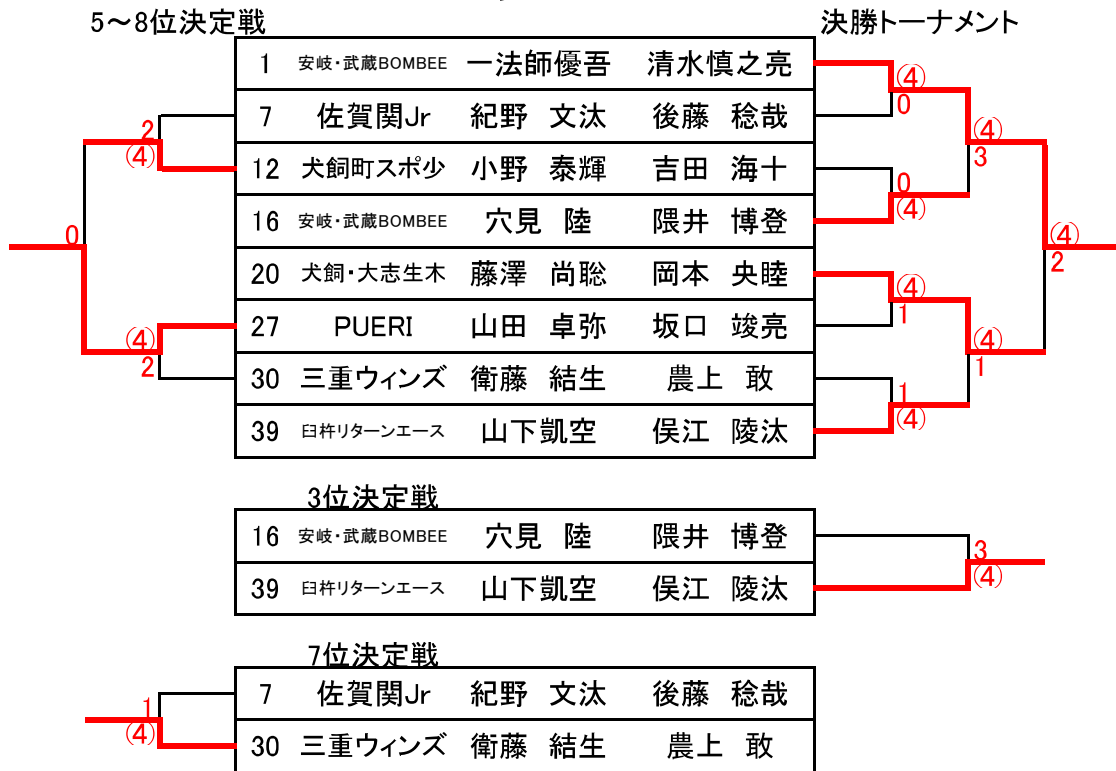 5～8位決定戦 決勝トーナメント
1 安岐・武蔵BOMBEE 一法師優吾 清水慎之亮 ④
7 佐賀関Jr 紀野 文汰 後藤 稔哉 0
2 ④
④ 3
12 犬飼町スポ少 小野 泰輝 吉田 海十 0
16 安岐・武蔵BOMBEE 穴見 陸 隈井 博登 ④
0 ④
2
20 犬飼・大志生木 藤澤 尚聡 岡本 央睦 ④
27 PUERI 山田 卓弥 坂口 竣亮 1
④ 2
④ 1
30 三重ウィンズ 衛藤 結生 農上 敢 1
39 臼杵リターンエース 山下凱空 俣江 陵汰 ④
3位決定戦
16 安岐・武蔵BOMBEE 穴見 陸 隈井 博登 3
39 臼杵リターンエース 山下凱空 俣江 陵汰 ④
7位決定戦
1 7 佐賀関Jr 紀野 文汰 後藤 稔哉
④ 30 三重ウィンズ 衛藤 結生 農上 敢